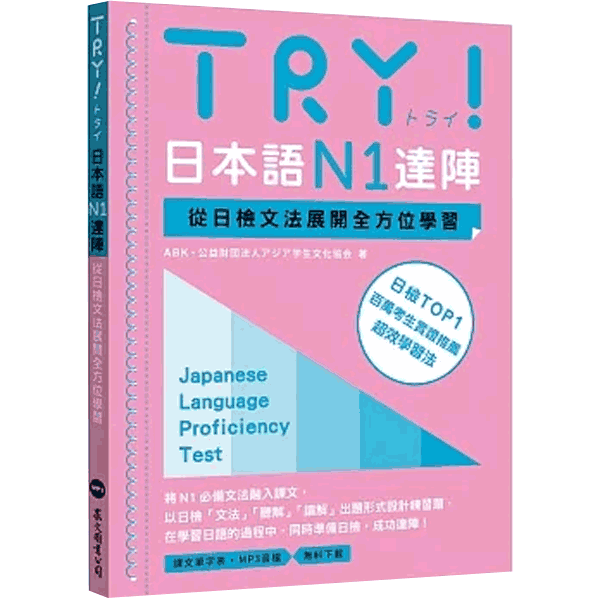 TRY!
トライ
日本語N1達陣
從日檢文法展開全方位學習
ABK・公益財団法人アジア学生文化協会 著
日檢TOP1
百萬考生實證推薦
超效學習法
Japanese
Language
Proficiency
Test
將N1必備文法融入課文,
以日檢「文法」「聽解」「讀解」出題形式設計練習題,
在學習日語的過程中,同時準備日檢,成功達陣!
課文單字表・MP3音檔 無料下載
TRY!
トライ
日本語N1達陣
從日檢文法展開全方位學習
MP3